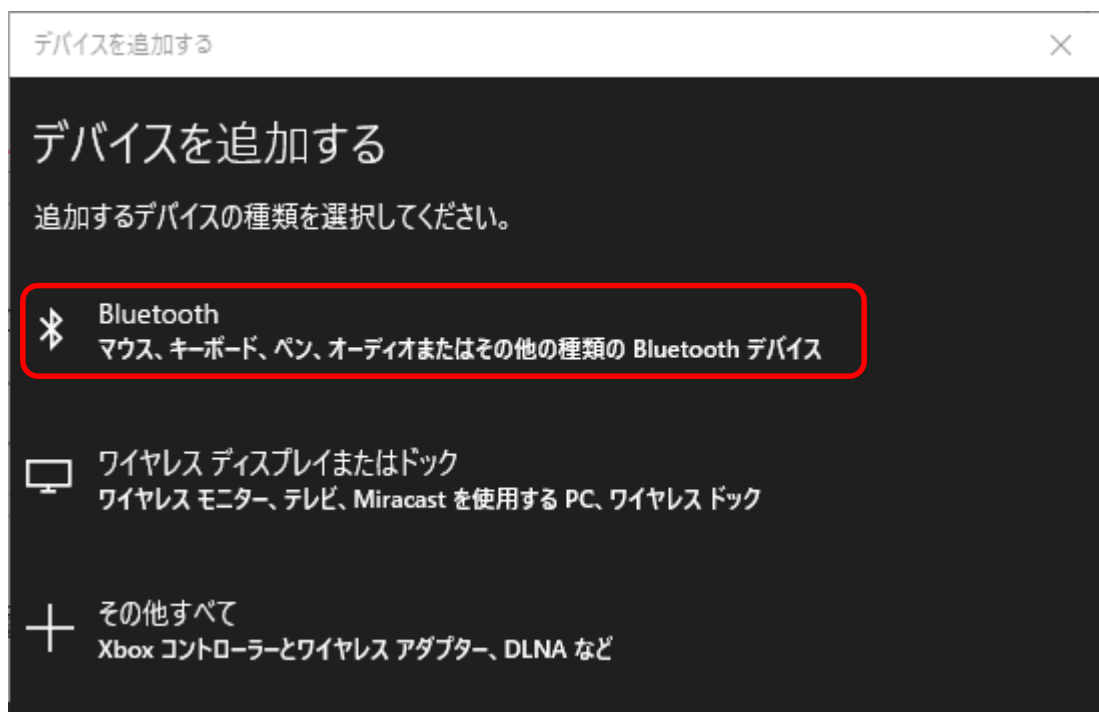 デバイスを追加する
デバイスを追加する
追加するデバイスの種類を選択してください。
Bluetooth
マウス、キーボード、ペン、オーディオまたはその他の種類の Bluetooth デバイス
ワイヤレス ディスプレイまたはドック
ワイヤレス モニター、テレビ、Miracast を使用する PC、ワイヤレス ドック
その他すべて
Xbox コントローラーとワイヤレス アダプター、DLNA など